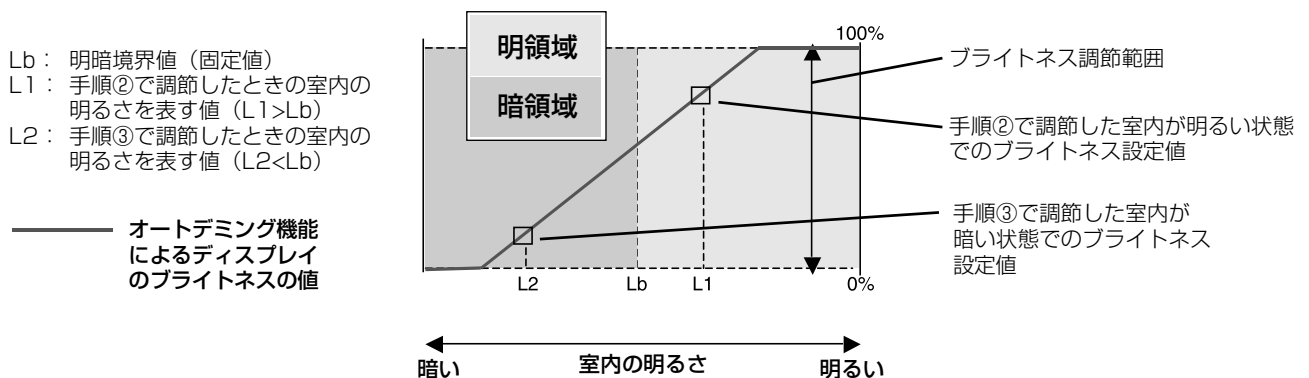 Lb： 明暗境界値（固定値）
L1： 手順②で調節したときの室内の
明るさを表す値（L1>Lb）
L2： 手順③で調節したときの室内の
明るさを表す値（L2<Lb）
オートデミング機能
によるディスプレイ
のブライトネスの値
明領域
暗領域
100%
0%
L2
Lb
L1
暗い
室内の明るさ
明るい
ブライトネス調節範囲
手順②で調節した室内が明るい状態
でのブライトネス設定値
手順③で調節した室内が
暗い状態でのブライトネス
設定値